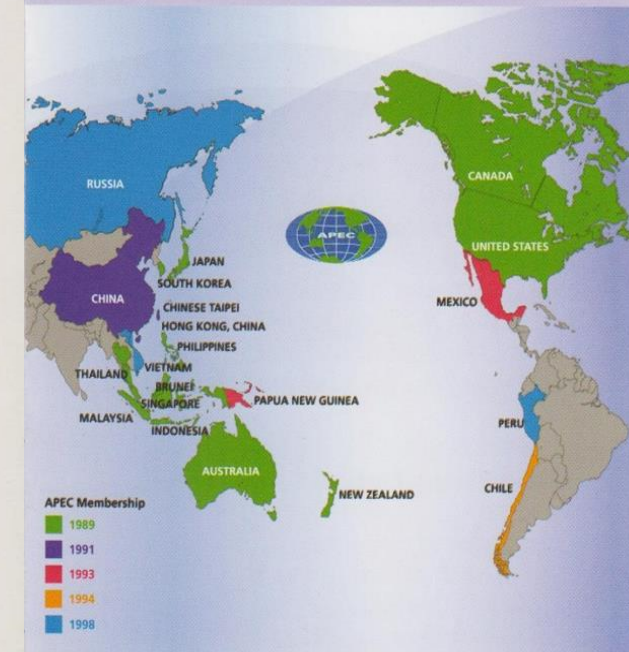 RUSSIA
CANADA
APEC
UNITED STATES
JAPAN
SOUTH KOREA
CHINA
MEXICO
CHINESE TAIPEI
HONG KONG, CHINA
PHILIPPINES
VIETNAM
THAILAND
BRUNEI
SINGAPORE
PAPUA NEW GUINEA
MALAYSIA
INDONESIA
PERU
AUSTRALIA
CHILE
NEW ZEALAND
APEC Membership
1989
1991
1993
1994
1998